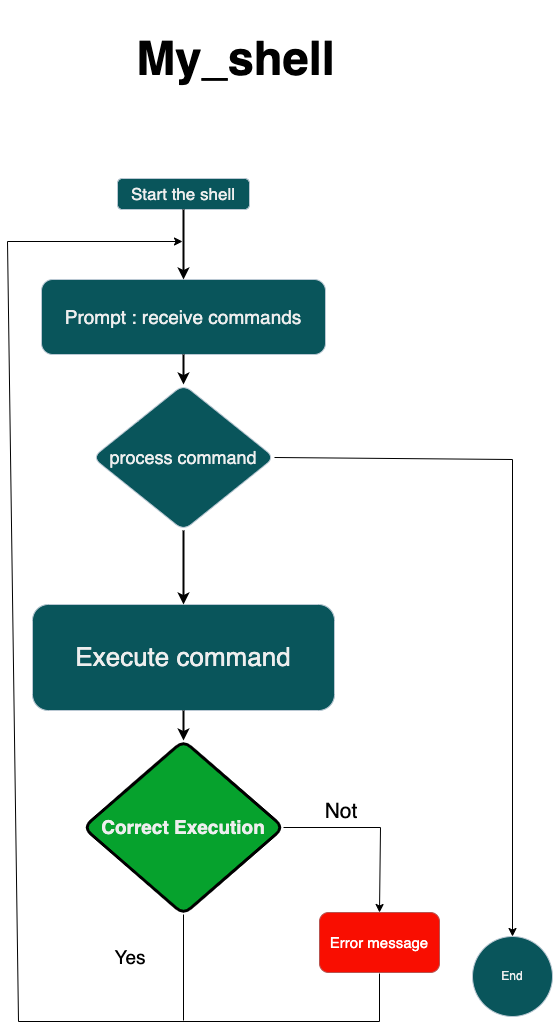 My_shell
Start the shell
Prompt : receive commands
process command
Execute command
Correct Execution
Not
Error message
Yes
End